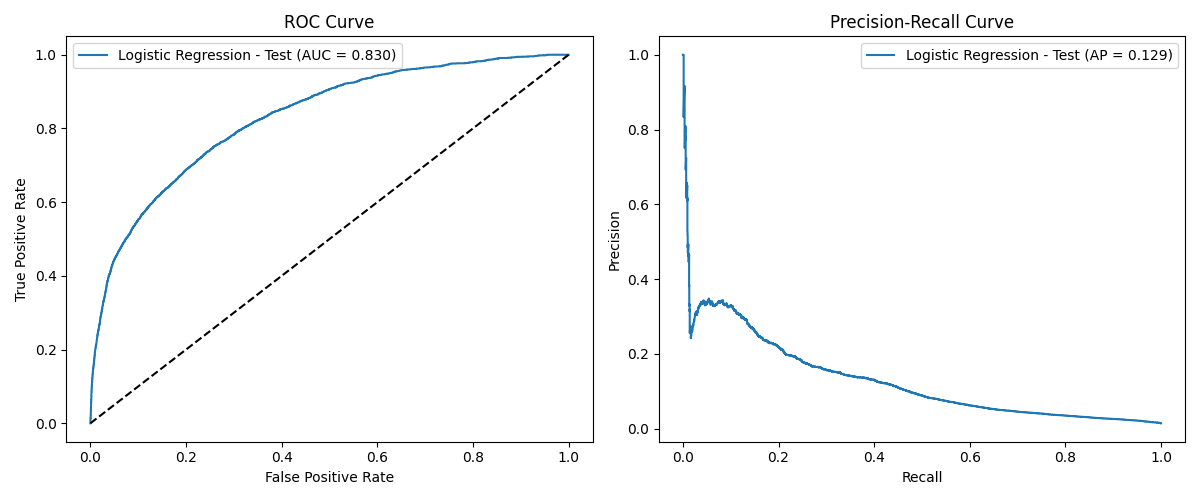 ROC Curve
Logistic Regression - Test (AUC = 0.830)
True Positive Rate
1.0
0.8
0.6
0.4
0.2
0.0
0.0 0.2 0.4 0.6 0.8 1.0
False Positive Rate
Precision-Recall Curve
Logistic Regression - Test (AP = 0.129)
Precision
1.0
0.8
0.6
0.4
0.2
0.0
0.0 0.2 0.4 0.6 0.8 1.0
Recall